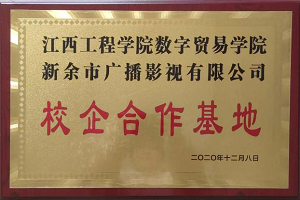 江西工程学院数字贸易学院
新余市广播影视有限公司
校企合作基地
二〇二〇年十二月八日